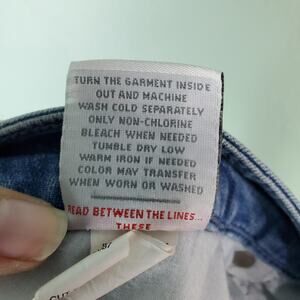 TURN THE GARMENT INSIDE
OUT AND MACHINE
WASH COLD SEPARATELY
ONLY NON-CHLORINE
BLEACH WHEN NEEDED
TUMBLE DRY LOW
WARM IRON IF NEEDED
COLOR MAY TRANSFER
WHEN WORN OR WASHED
READ BETWEEN THE LINES...
THESE